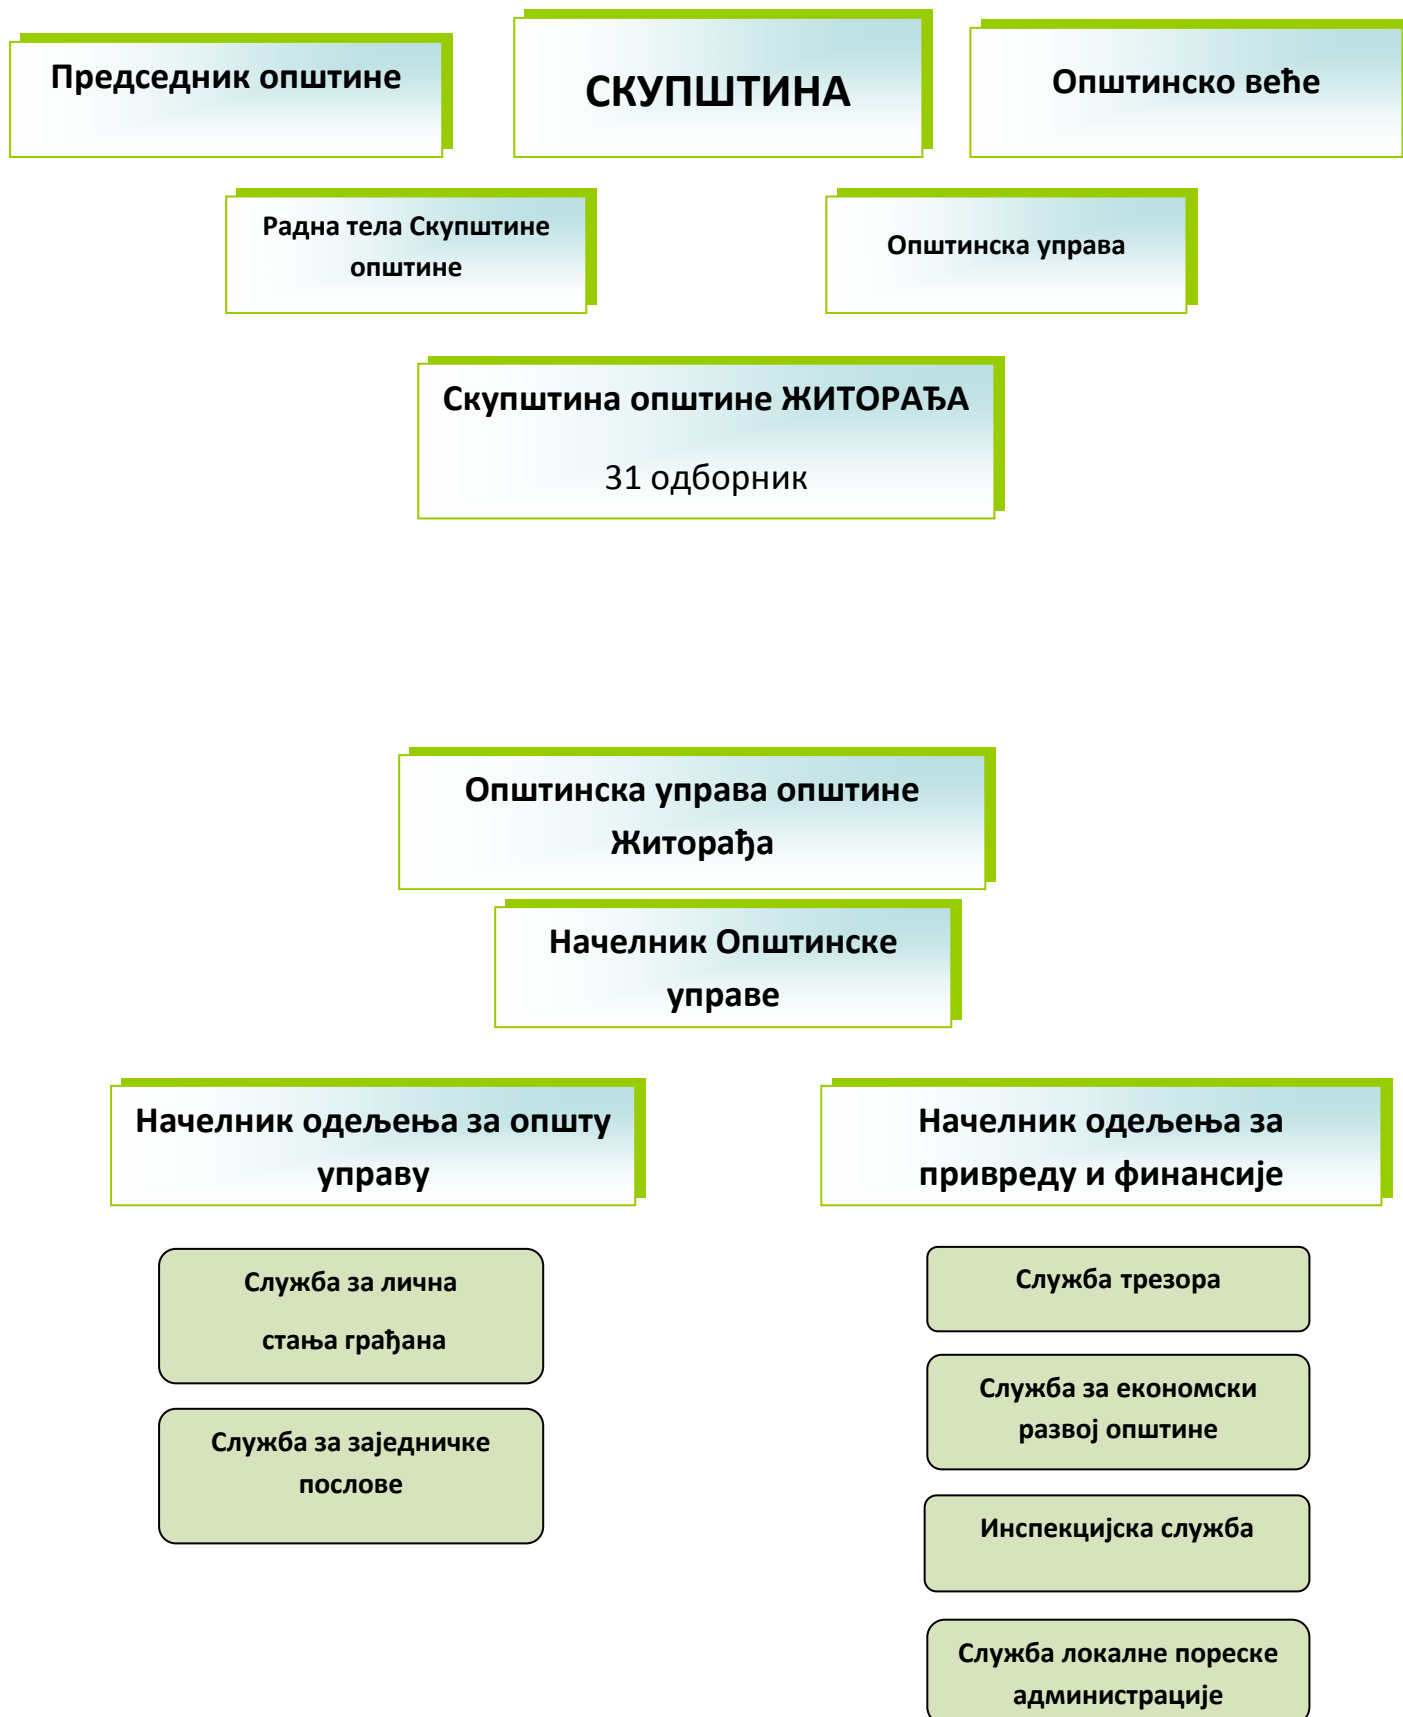 Председник општине
СКУПШТИНА
Општинско веће
Радна тела Скупштине
општине
Општинска управа
Скупштина општине ЖИТОРАЂА
31 одборник
Општинска управа општине
Житорађа
Начелник Општинске
управе
Начелник одељења за општу
управу
Начелник одељења за
привреду и финансије
Служба за лична
стања грађана
Служба за заједничке
послове
Служба трезора
Служба за економски
развој општине
Инспекцијска служба
Служба локалне пореске
администрације